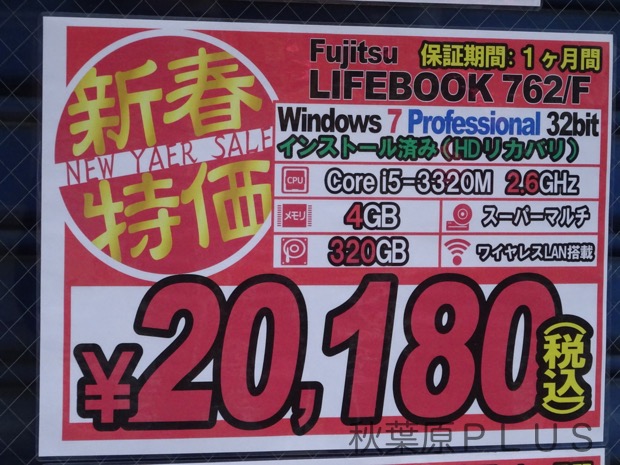 新春
NEW YAER SALE
特価
Fujitsu 保証期間:1ヶ月間
LIFEBOOK 762/F
Windows 7 Professional 32bit
インストール済み(HDリカバリ)
CPU Core i5-3320M 2.6GHz
メモリ 4GB スーパーマルチ
320GB ワイヤレスLAN搭載
¥20,180(税込)
秋葉原PLUS